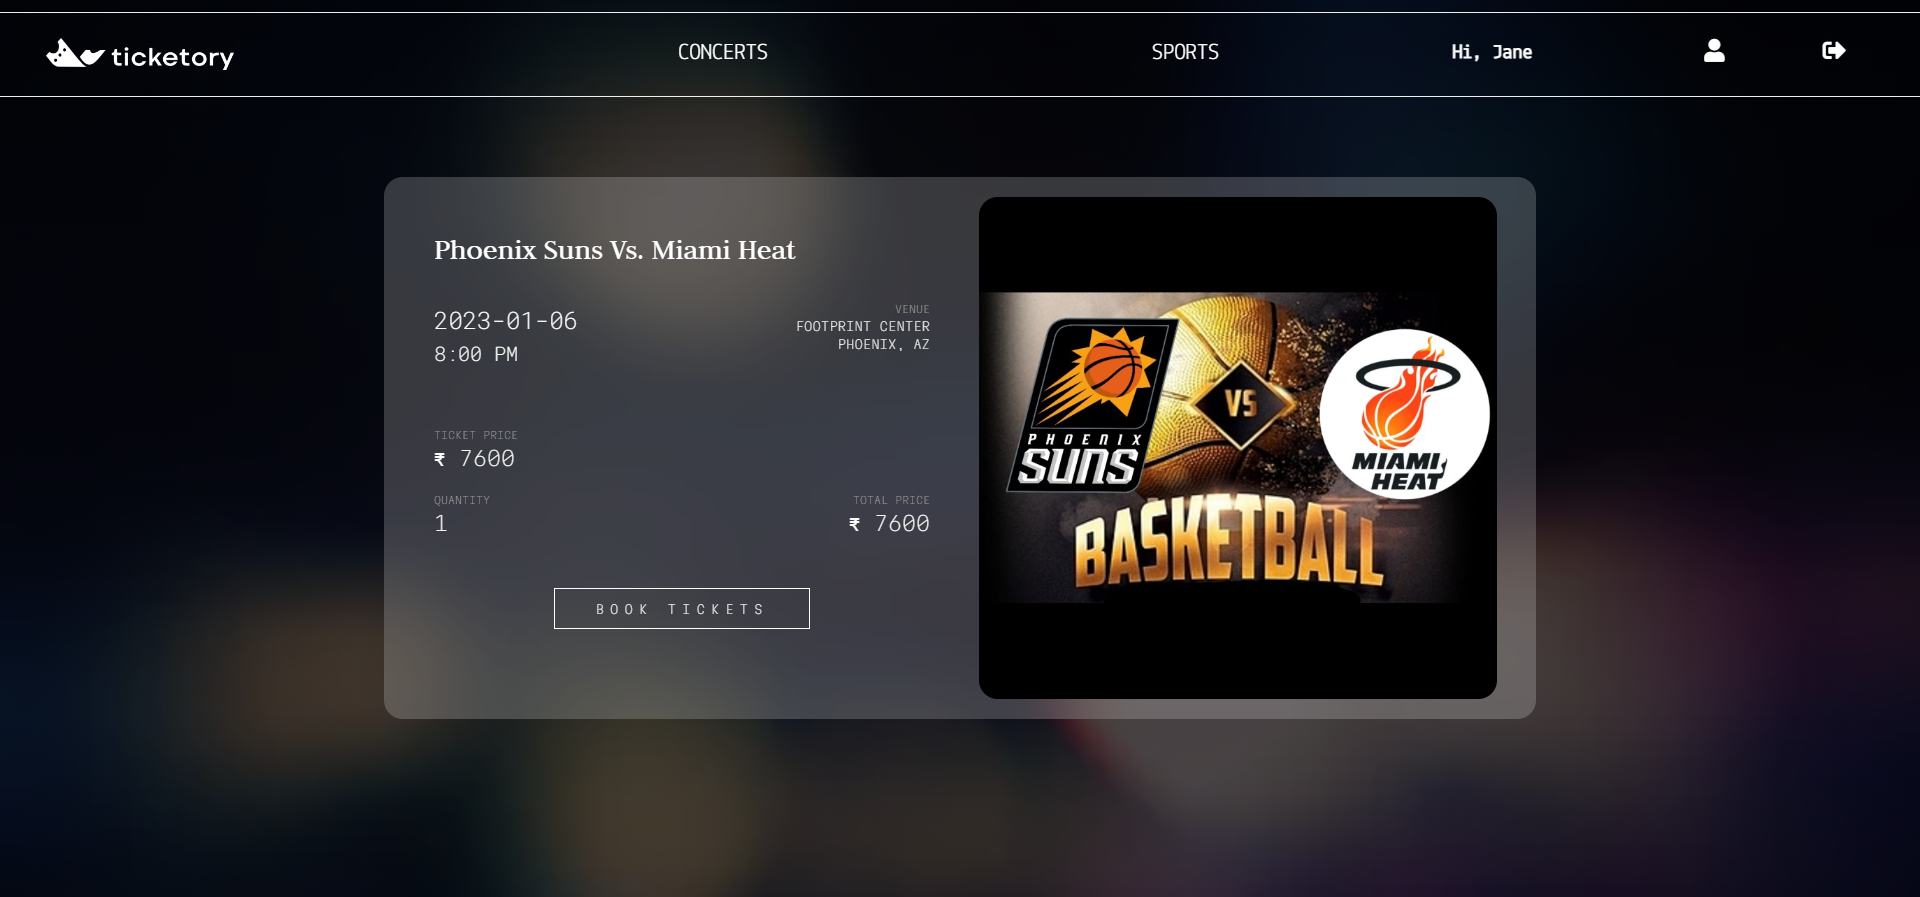 ticketory
CONCERTS
SPORTS
Hi, Jane
Phoenix Suns Vs. Miami Heat
2023-01-06
8:00 PM
VENUE
FOOTPRINT CENTER
PHOENIX, AZ
TICKET PRICE
₹ 7600
QUANTITY
1
TOTAL PRICE
₹ 7600
BOOK TICKETS
PHOENIX
SUNS
VS
MIAMI
HEAT
BASKETBALL